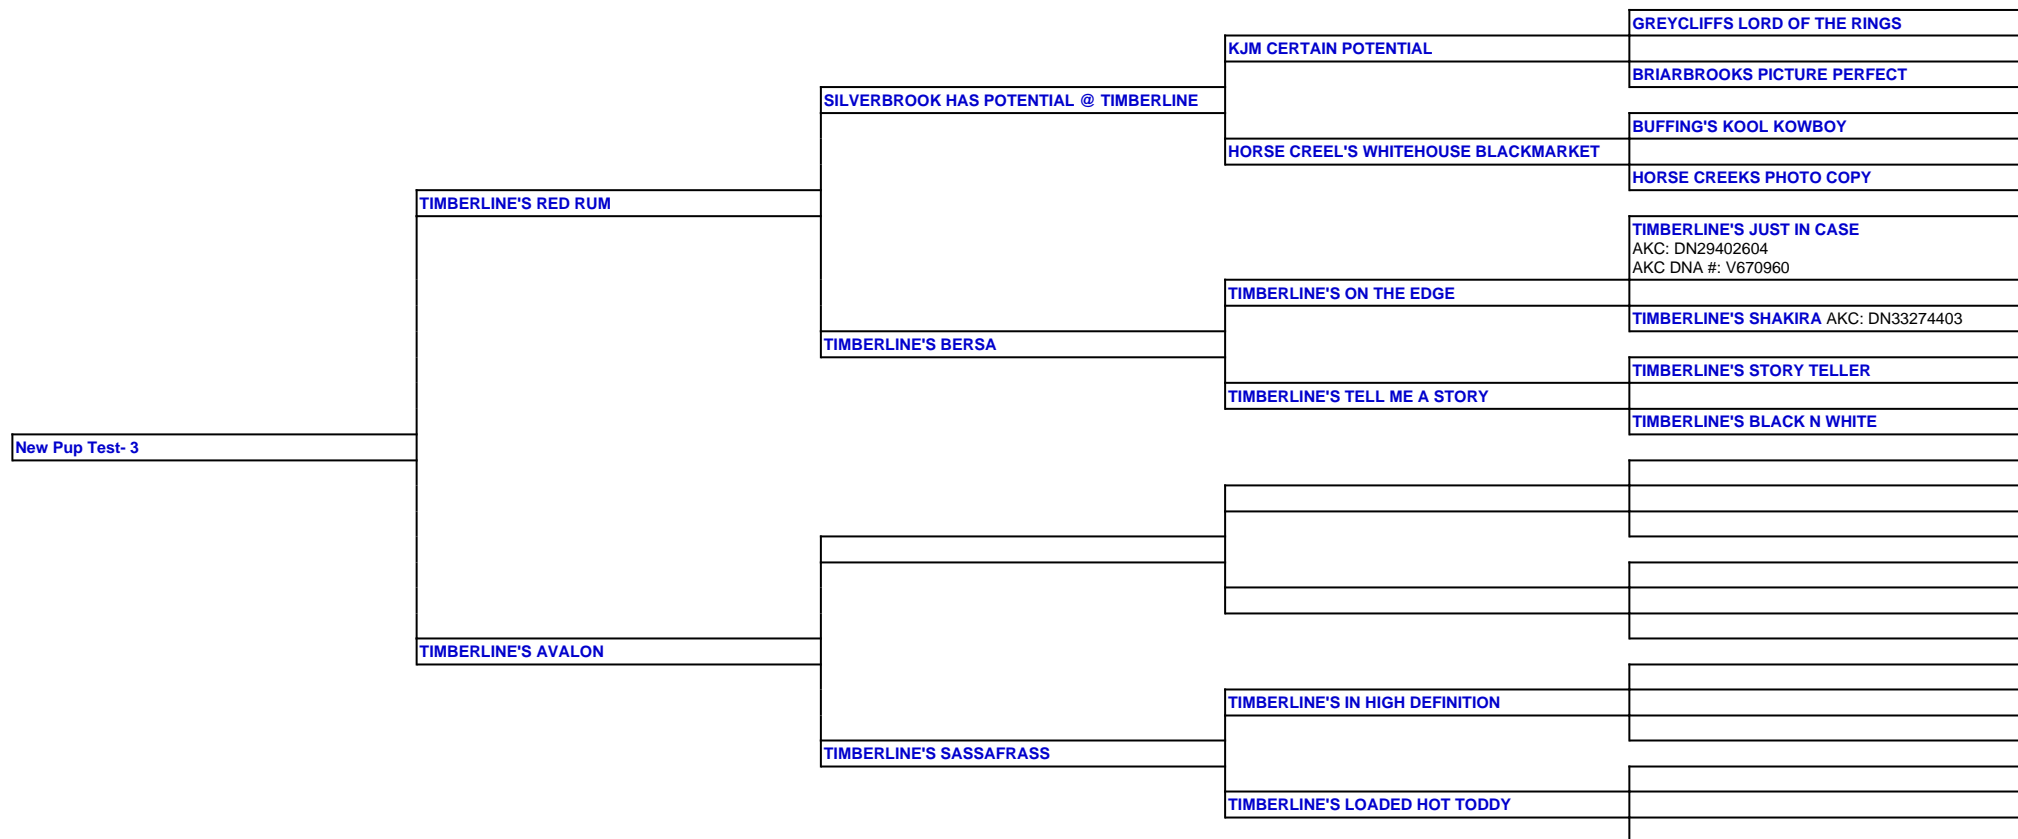 GREYCLIFFS LORD OF THE RINGS
KJM CERTAIN POTENTIAL
BRIARBROOKS PICTURE PERFECT
SILVERBROOK HAS POTENTIAL @ TIMBERLINE
BUFFING'S KOOL KOWBOY
HORSE CREEL'S WHITEHOUSE BLACKMARKET
HORSE CREEKS PHOTO COPY
TIMBERLINE'S RED RUM
TIMBERLINE'S JUST IN CASE
AKC: DN29402604
AKC DNA #: V670960
TIMBERLINE'S ON THE EDGE
TIMBERLINE'S SHAKIRA AKC: DN33274403
TIMBERLINE'S BERSA
TIMBERLINE'S STORY TELLER
TIMBERLINE'S TELL ME A STORY
TIMBERLINE'S BLACK N WHITE
New Pup Test- 3
TIMBERLINE'S AVALON
TIMBERLINE'S IN HIGH DEFINITION
TIMBERLINE'S SASSAFRASS
TIMBERLINE'S LOADED HOT TODDY